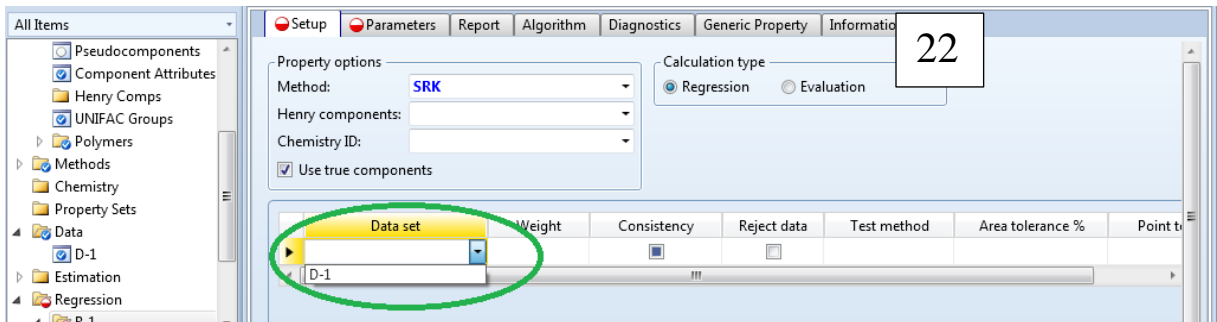 All Items
Pseudocomponents
Component Attributes
Henry Comps
UNIFAC Groups
Polymers
Methods
Chemistry
Property Sets
Data
D-1
Estimation
Regression
Setup Parameters Report Algorithm Diagnostics Generic Property Informatio
22
Property options
Method: SRK
Henry components:
Chemistry ID:
Use true components
Calculation type
Regression Evaluation
Data set Weight Consistency Reject data Test method Area tolerance % Point t
D-1